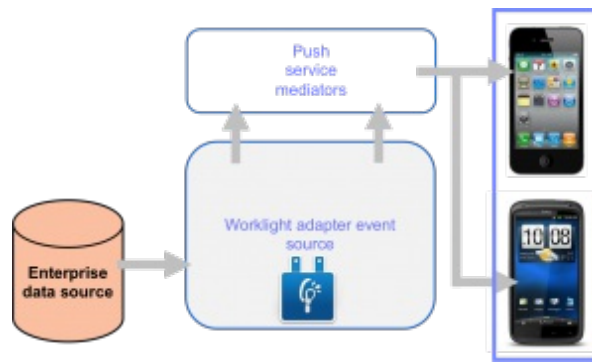 Push
service
mediators
Worklight adapter event
source
Enterprise
data source
10 08